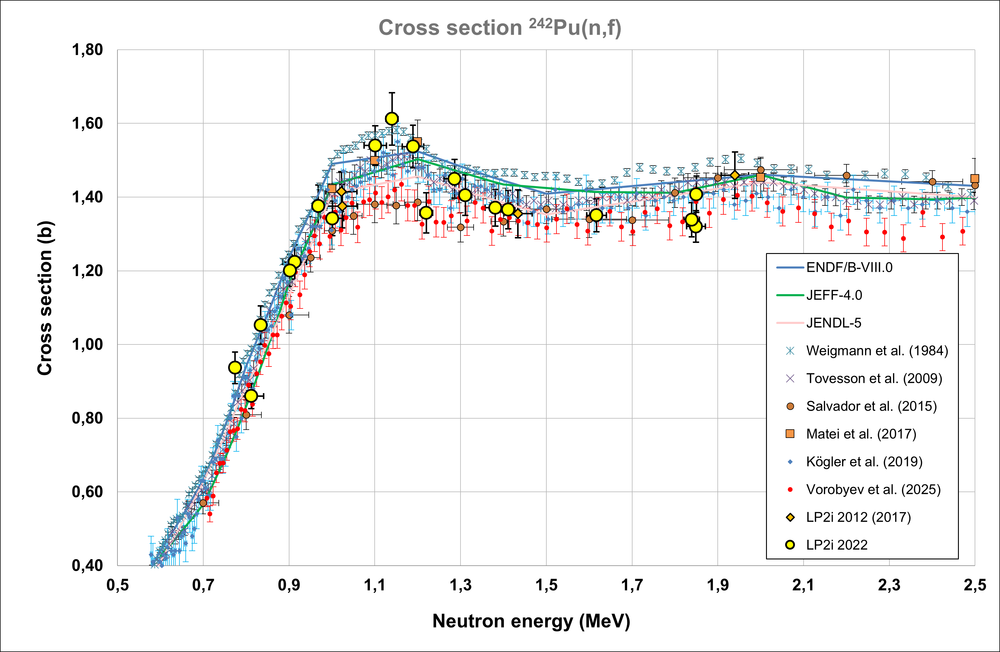 Cross section ²⁴²Pu(n,f)
1,80
1,60
1,40
1,20
1,00
0,80
0,60
0,40
Cross section (b)
0,5 0,7 0,9 1,1 1,3 1,5 1,7 1,9 2,1 2,3 2,5
Neutron energy (MeV)
ENDF/B-VIII.0
JEFF-4.0
JENDL-5
Weigmann et al. (1984)
Tovesson et al. (2009)
Salvador et al. (2015)
Matei et al. (2017)
Kögler et al. (2019)
Vorobyev et al. (2025)
LP2i 2012 (2017)
LP2i 2022